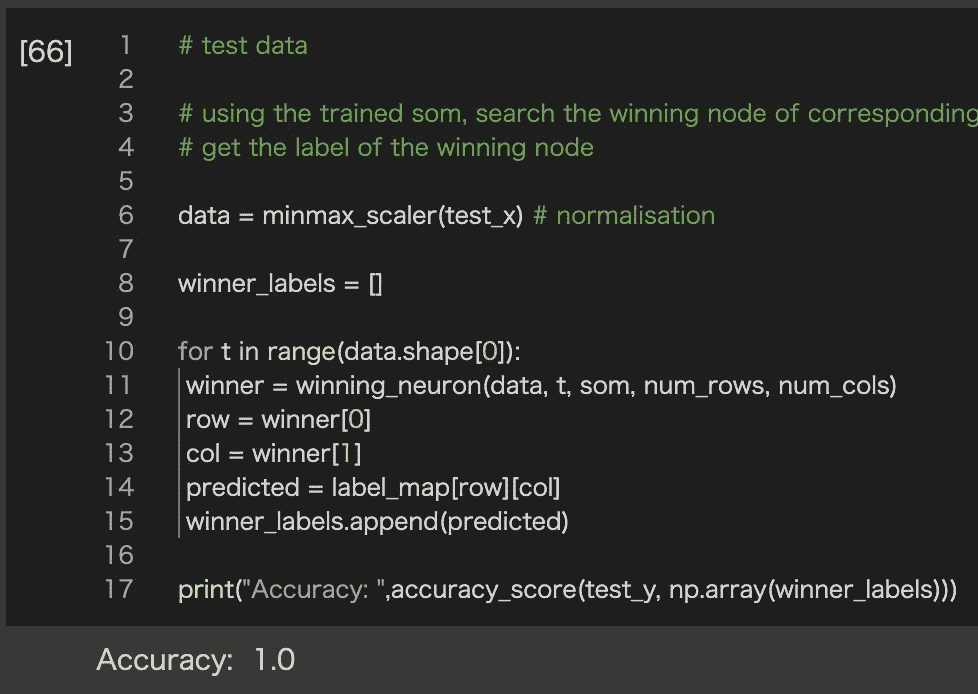 [66] 1 # test data
2
3 # using the trained som, search the winning node of corresponding
4 # get the label of the winning node
5
6 data = minmax_scaler(test_x) # normalisation
7
8 winner_labels = []
9
10 for t in range(data.shape[0]):
11 winner = winning_neuron(data, t, som, num_rows, num_cols)
12 row = winner[0]
13 col = winner[1]
14 predicted = label_map[row][col]
15 winner_labels.append(predicted)
16
17 print("Accuracy: ",accuracy_score(test_y, np.array(winner_labels)))
Accuracy:  1.0